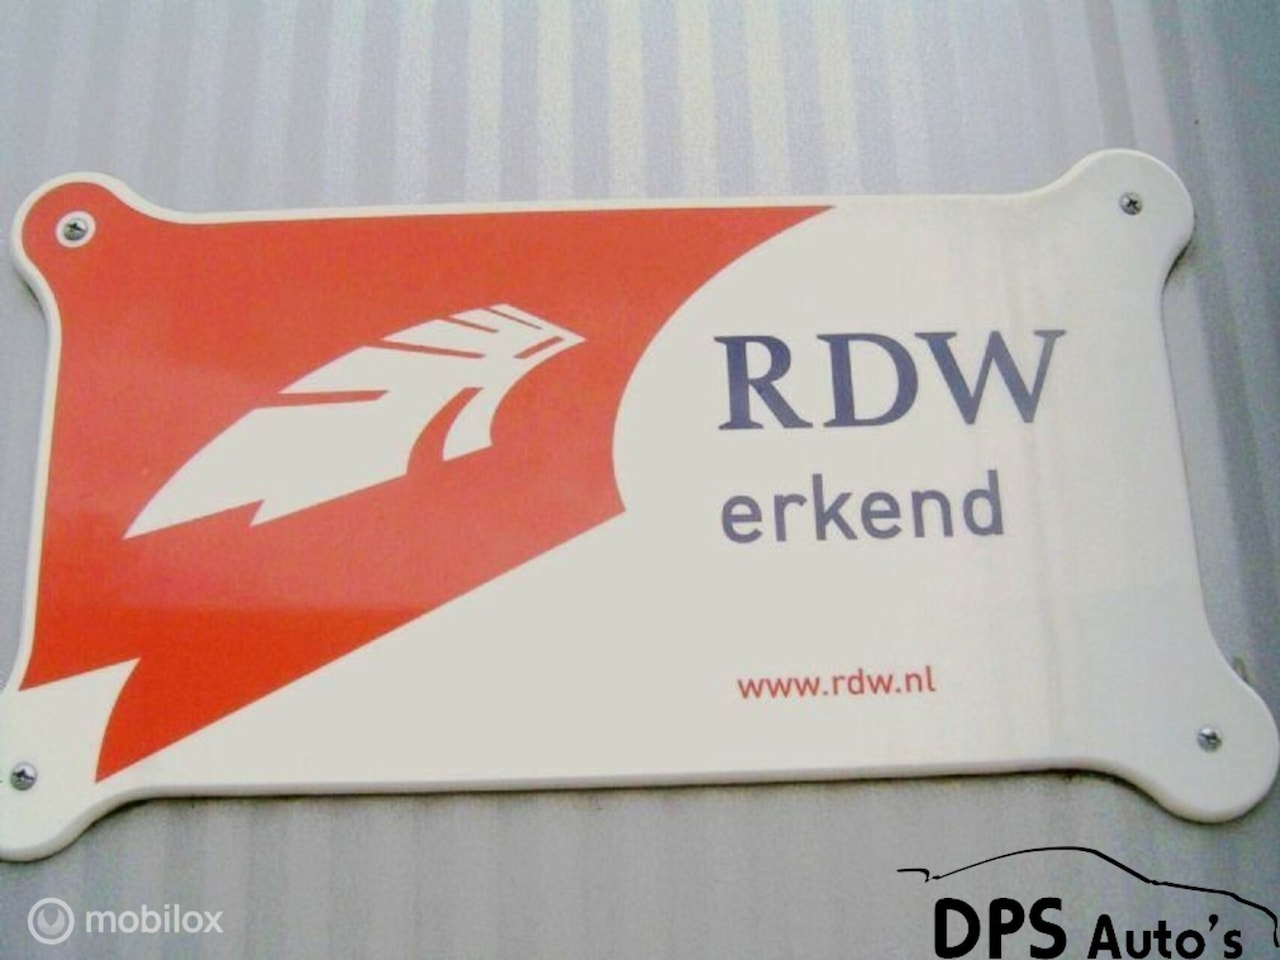 RDW
erkend
www.rdw.nl
mobilox
DPS Auto's